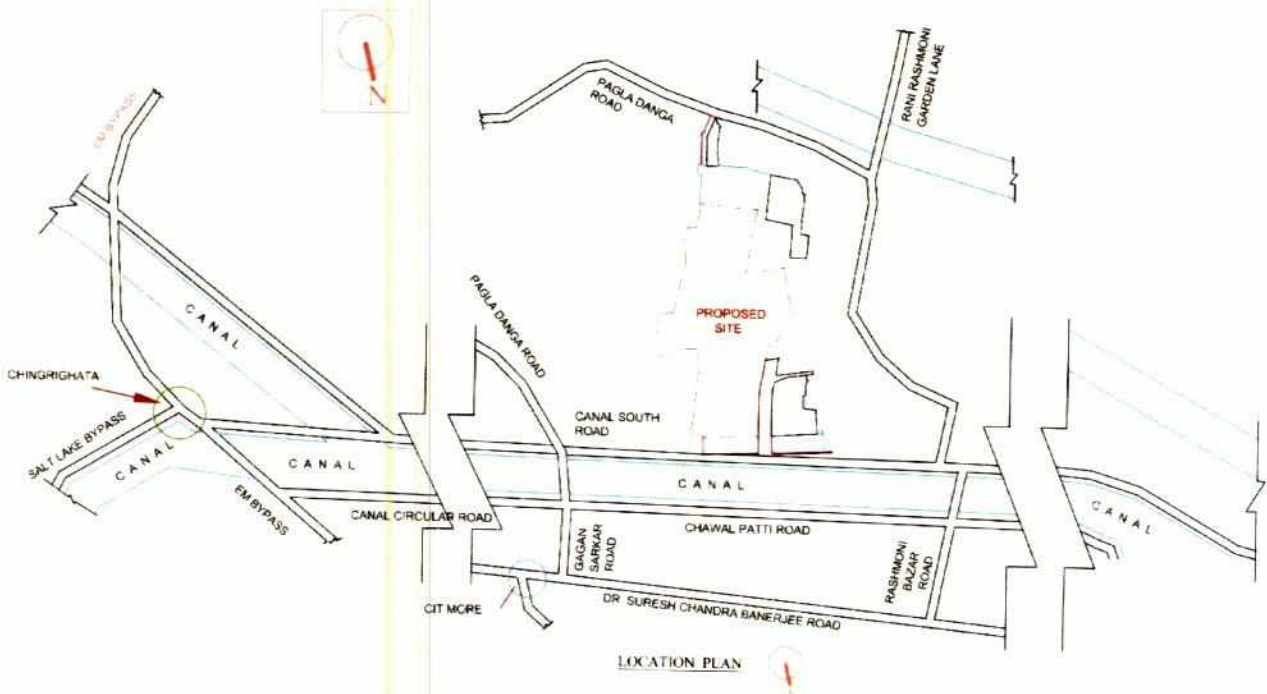 N
EM BYPASS
PAGLA DANGA
ROAD
RANI RASHMONI
GARDEN LANE
CANAL
PAGLA DANGA ROAD
PROPOSED
SITE
CHINGRIGHATA
SALT LAKE BYPASS
CANAL
EM BYPASS
CANAL
CANAL SOUTH
ROAD
CANAL
CANAL
CANAL CIRCULAR ROAD
CHAWAL PATTI ROAD
GAGAN
SARKAR
ROAD
RASHMONI
BAZAR
ROAD
CIT MORE
DR. SURESH CHANDRA BANERJEE ROAD
LOCATION PLAN